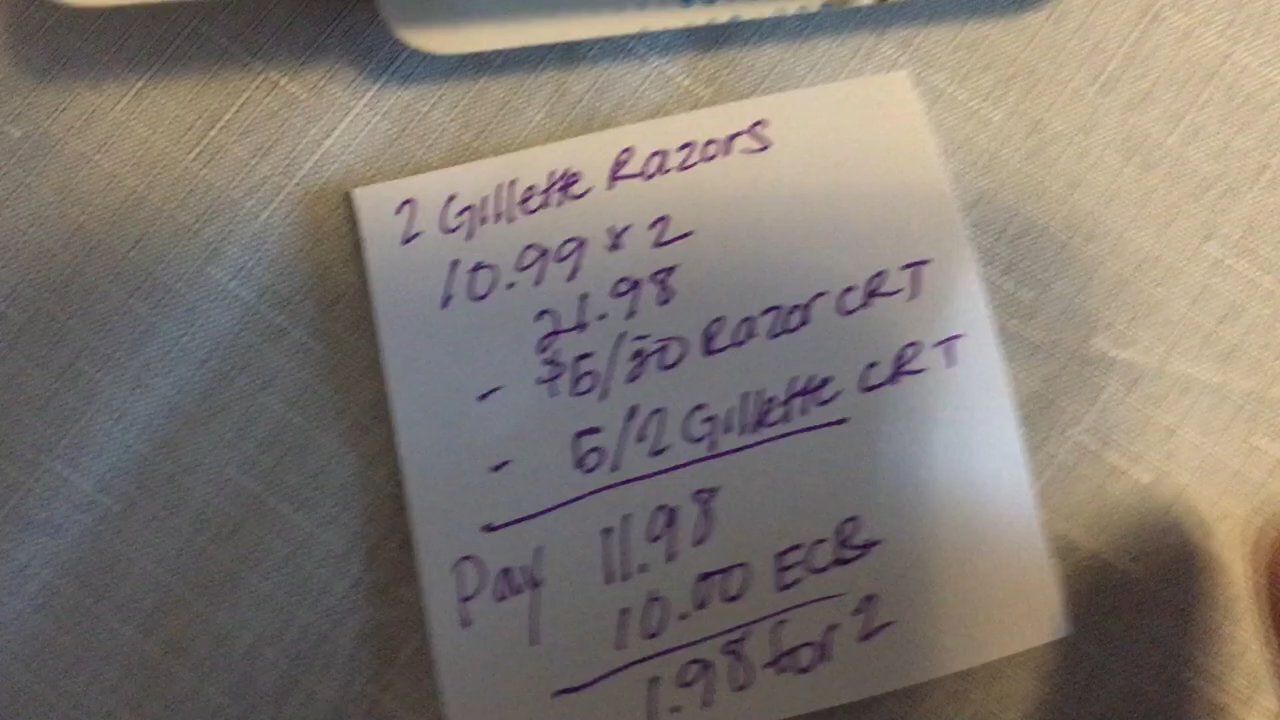 2 Gillette Razors
10.99 x 2
21.98
- $5/20 Razor CRT
- 5/2 Gillette CRT
Pay 11.98
10.00 ECB
1.98 for 2